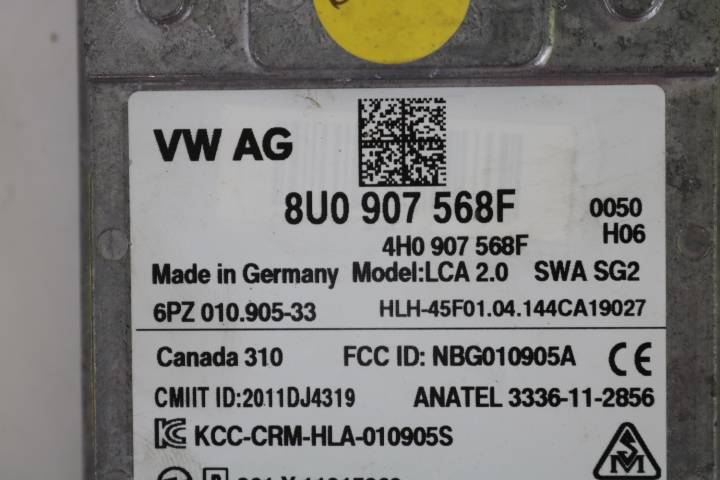 VW AG
8U0 907 568F 0050
4H0 907 568F H06
Made in Germany Model:LCA 2.0 SWA SG2
6PZ 010.905-33 HLH-45F01.04.144CA19027
Canada 310 FCC ID: NBG010905A CE
CMIIT ID:2011DJ4319 ANATEL 3336-11-2856
KCC-CRM-HLA-010905S